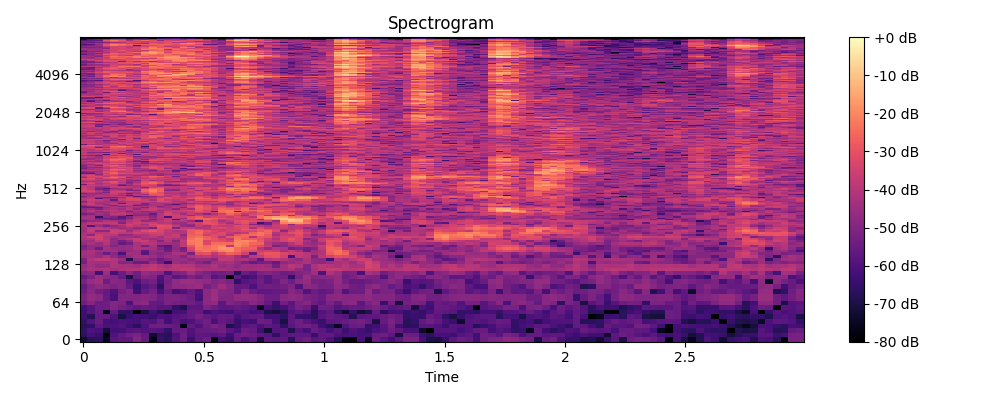 Spectrogram
Hz
4096
2048
1024
512
256
128
64
0
0
0.5
1
1.5
2
2.5
Time
+0 dB
-10 dB
-20 dB
-30 dB
-40 dB
-50 dB
-60 dB
-70 dB
-80 dB